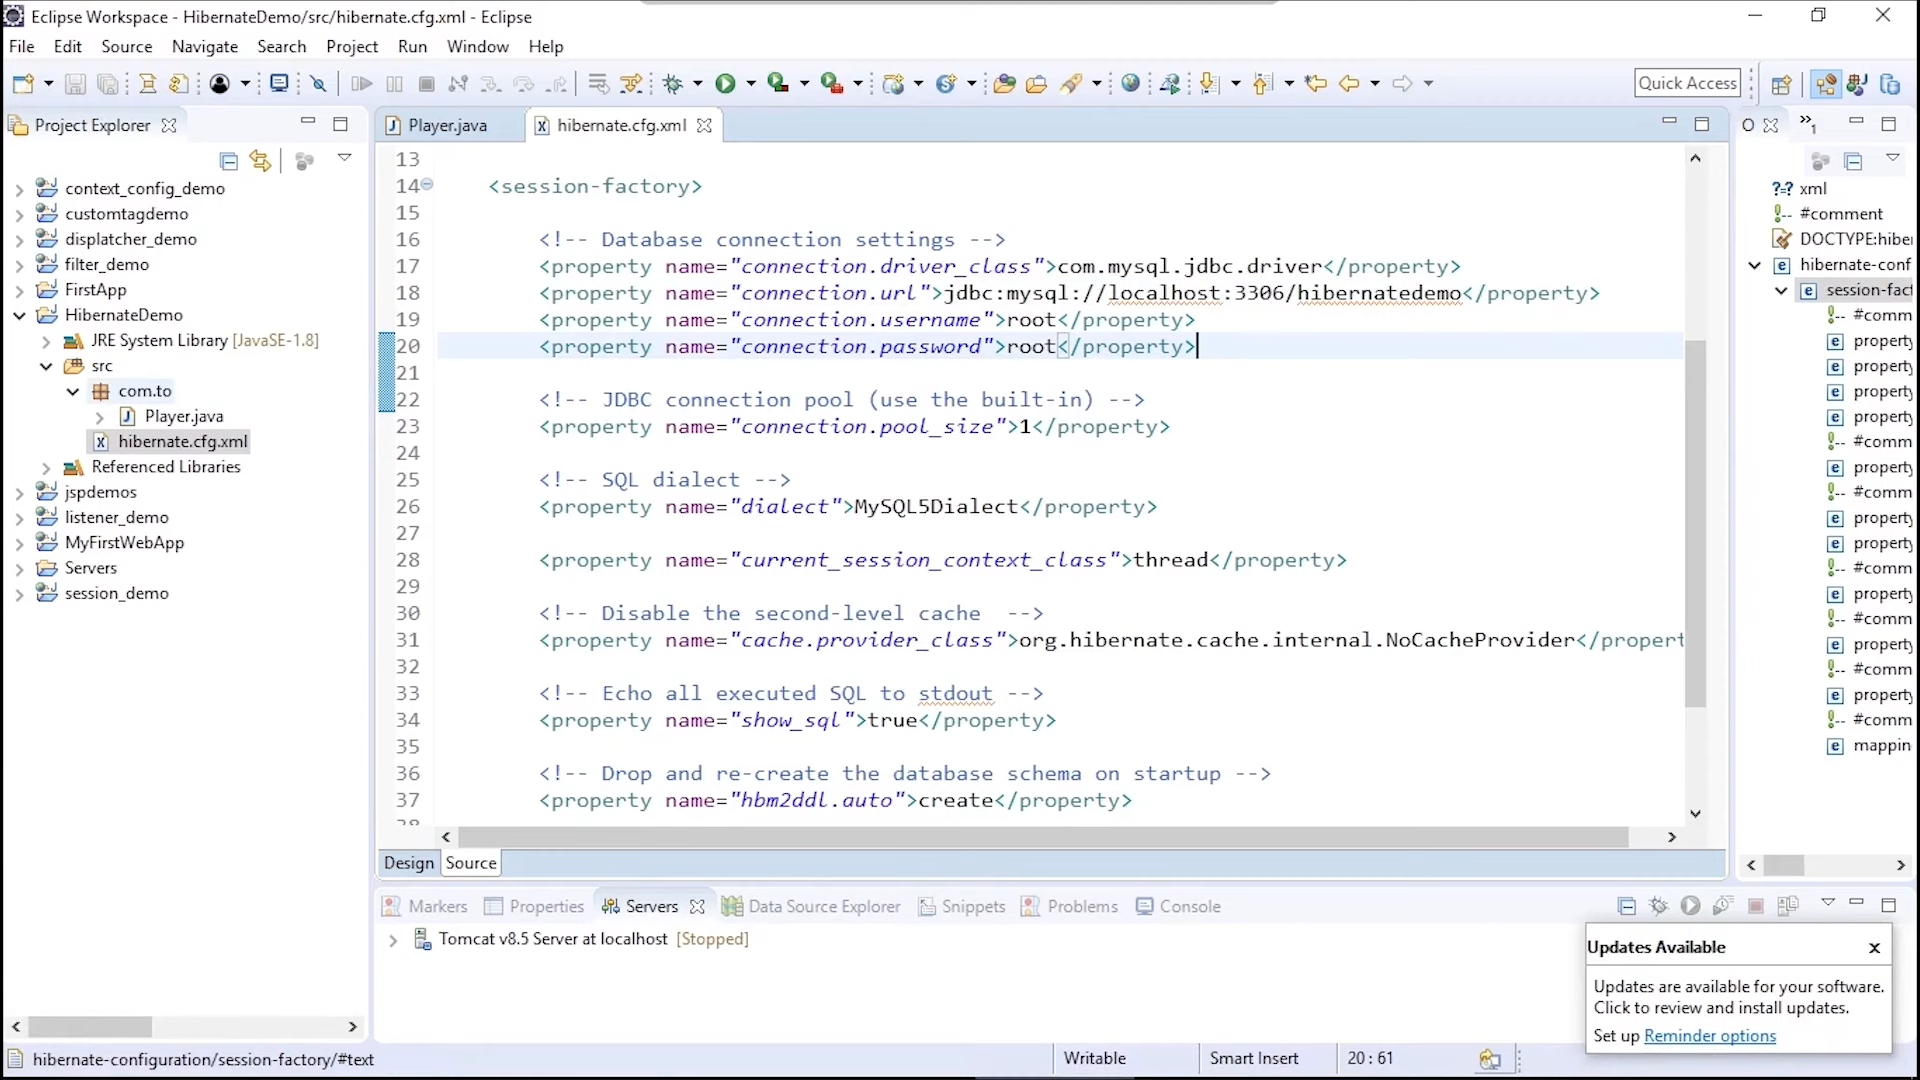 Eclipse Workspace - HibernateDemo/src/hibernate.cfg.xml - Eclipse
File Edit Source Navigate Search Project Run Window Help
Quick Access
Project Explorer
context_config_demo
customtagdemo
displatcher_demo
filter_demo
FirstApp
HibernateDemo
JRE System Library [JavaSE-1.8]
src
com.to
Player.java
hibernate.cfg.xml
Referenced Libraries
jspdemos
listener_demo
MyFirstWebApp
Servers
session_demo
Player.java hibernate.cfg.xml
13
14 <session-factory>
15
16 <!-- Database connection settings -->
17 <property name="connection.driver_class">com.mysql.jdbc.driver</property>
18 <property name="connection.url">jdbc:mysql://localhost:3306/hibernatedemo</property>
19 <property name="connection.username">root</property>
20 <property name="connection.password">root</property>
21
22 <!-- JDBC connection pool (use the built-in) -->
23 <property name="connection.pool_size">1</property>
24
25 <!-- SQL dialect -->
26 <property name="dialect">MySQL5Dialect</property>
27
28 <property name="current_session_context_class">thread</property>
29
30 <!-- Disable the second-level cache -->
31 <property name="cache.provider_class">org.hibernate.cache.internal.NoCacheProvider</propert
32
33 <!-- Echo all executed SQL to stdout -->
34 <property name="show_sql">true</property>
35
36 <!-- Drop and re-create the database schema on startup -->
37 <property name="hbm2ddl.auto">create</property>
38
Design Source
O
1
?=? xml
!-- #comment
DOCTYPE:hiber
e hibernate-conf
e session-fact
!-- #comm
e property
e property
e property
e property
!-- #comm
e property
!-- #comm
e property
e property
!-- #comm
e property
!-- #comm
e property
!-- #comm
e property
!-- #comm
e mappin
Markers Properties Servers Data Source Explorer Snippets Problems Console
Tomcat v8.5 Server at localhost [Stopped]
Updates Available
Updates are available for your software.
Click to review and install updates.
Set up Reminder options
hibernate-configuration/session-factory/#text
Writable
Smart Insert
20 : 61